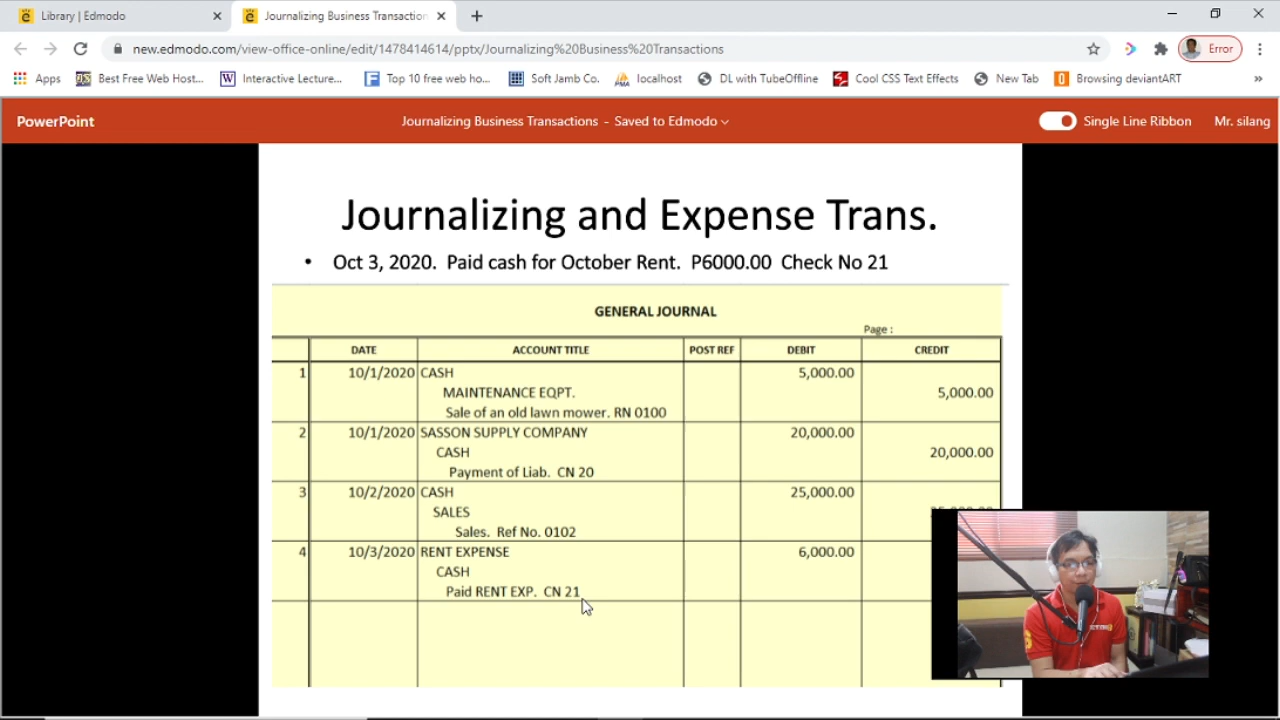 Library | Edmodo
Journalizing Business Transaction
new.edmodo.com/view-office-online/edit/1478414614/pptx/Journalizing%20Business%20Transactions
Error
Apps
Best Free Web Host...
Interactive Lecture...
Top 10 free web ho...
Soft Jamb Co.
localhost
DL with TubeOffline
Cool CSS Text Effects
New Tab
Browsing deviantART
»
PowerPoint
Journalizing Business Transactions - Saved to Edmodo
Single Line Ribbon
Mr. silang
Journalizing and Expense Trans.
• Oct 3, 2020. Paid cash for October Rent. P6000.00 Check No 21
GENERAL JOURNAL
Page :
DATE ACCOUNT TITLE POST REF DEBIT CREDIT
1 10/1/2020 CASH 5,000.00
MAINTENANCE EQPT. 5,000.00
Sale of an old lawn mower. RN 0100
2 10/1/2020 SASSON SUPPLY COMPANY 20,000.00
CASH 20,000.00
Payment of Liab. CN 20
3 10/2/2020 CASH 25,000.00
SALES
Sales. Ref No. 0102
4 10/3/2020 RENT EXPENSE 6,000.00
CASH
Paid RENT EXP. CN 21